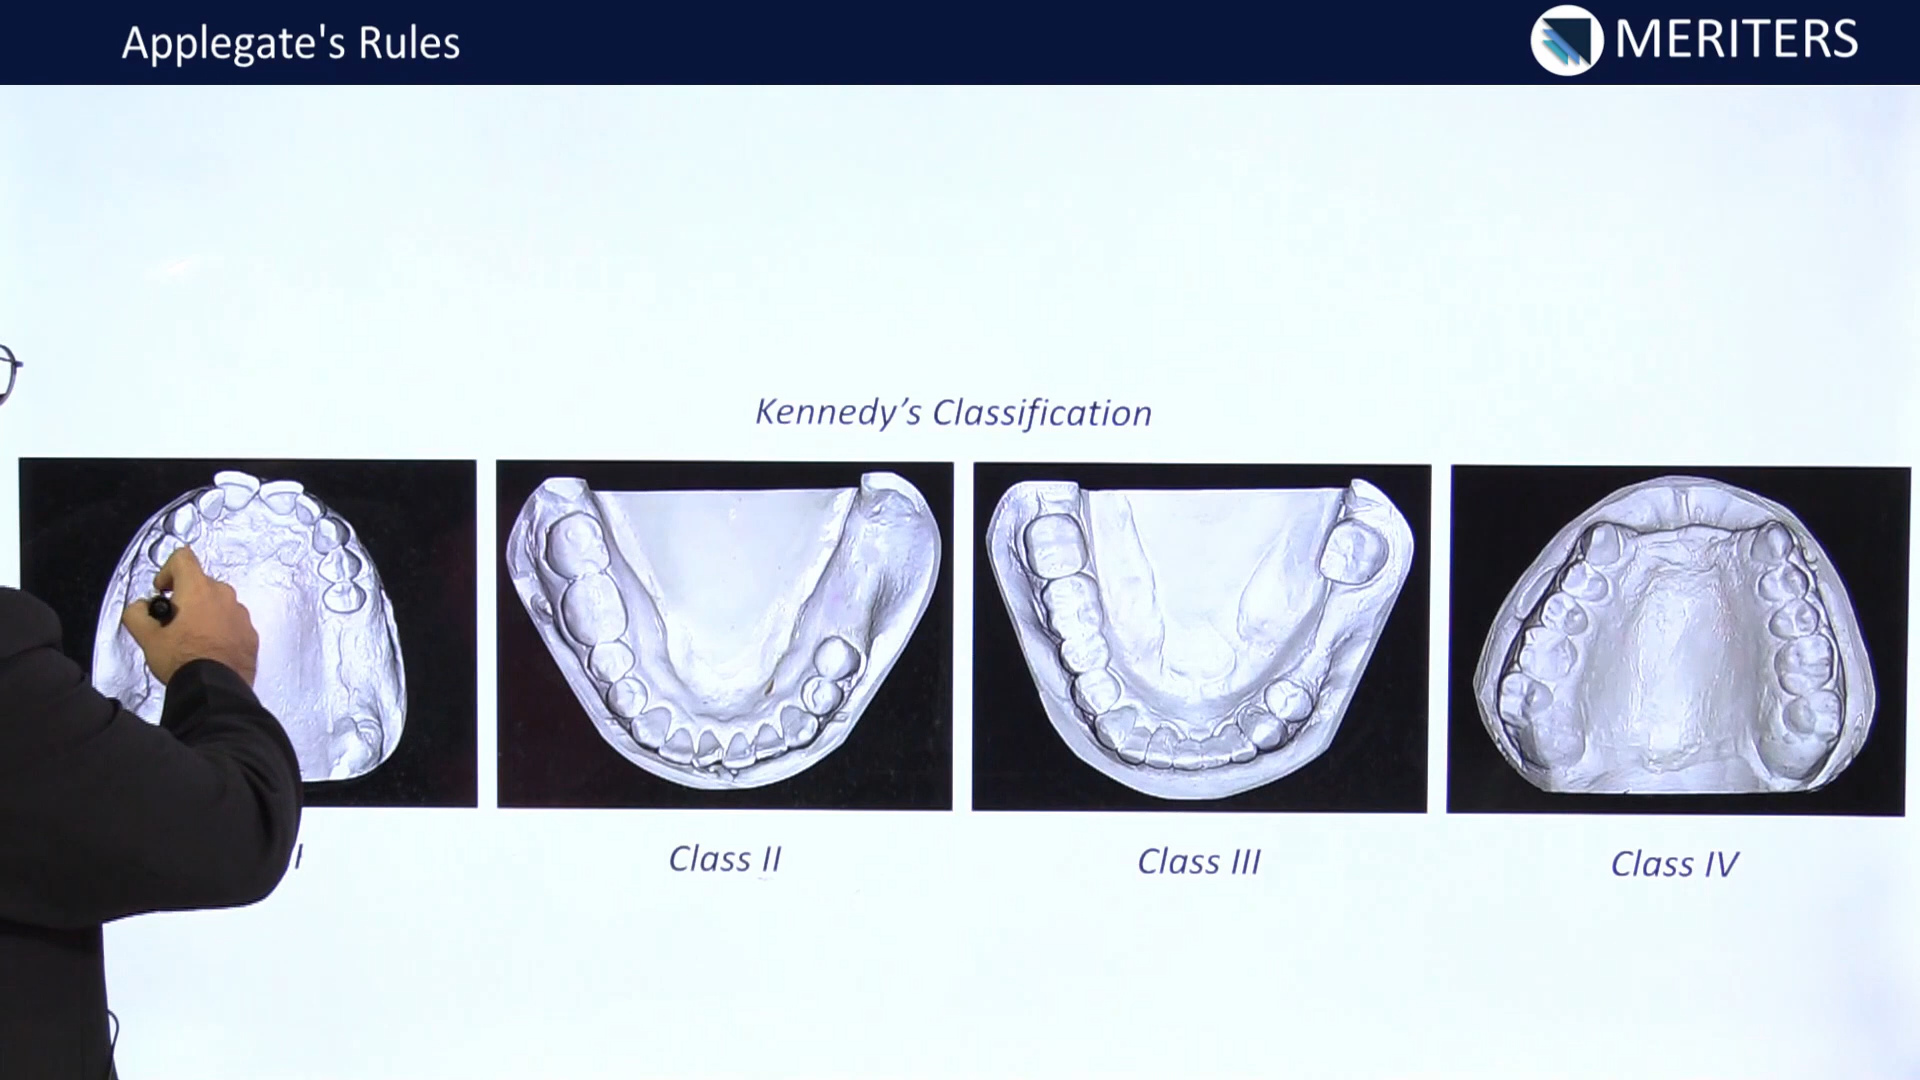 Applegate's Rules
MERITERS
Kennedy's Classification
I
Class II
Class III
Class IV